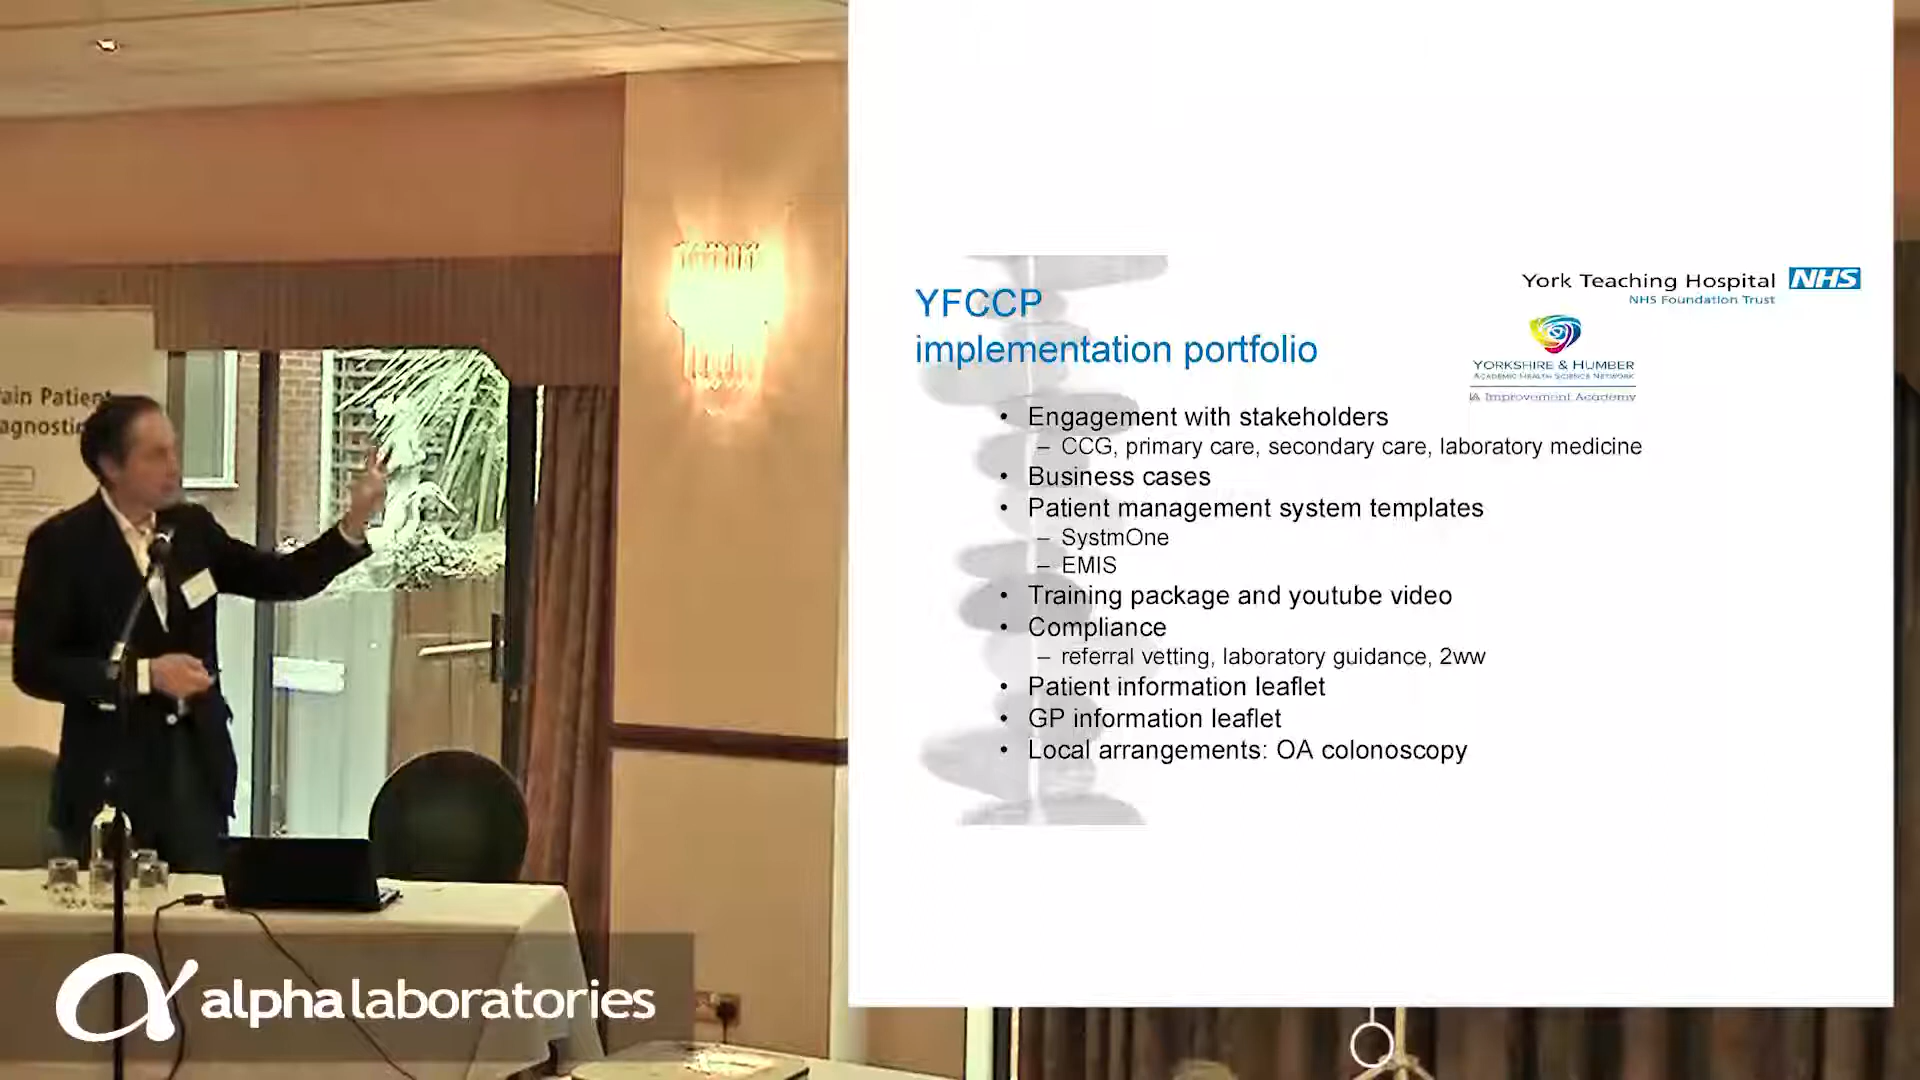 YFCCP
implementation portfolio
York Teaching Hospital NHS
NHS Foundation Trust
YORKSHIRE & HUMBER
ACADEMIC HEALTH SCIENCE NETWORK
Improvement Academy
• Engagement with stakeholders
– CCG, primary care, secondary care, laboratory medicine
• Business cases
• Patient management system templates
– SystmOne
– EMIS
• Training package and youtube video
• Compliance
– referral vetting, laboratory guidance, 2ww
• Patient information leaflet
• GP information leaflet
• Local arrangements: OA colonoscopy
ain Patient
agnostic
alpha laboratories